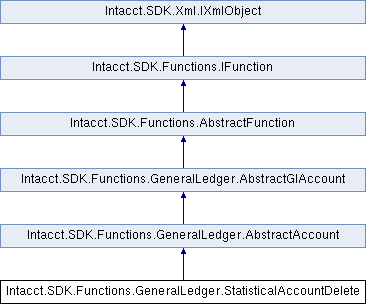 Intacct.SDK.Xml.IXmlObject
Intacct.SDK.Functions.IFunction
Intacct.SDK.Functions.AbstractFunction
Intacct.SDK.Functions.GeneralLedger.AbstractGlAccount
Intacct.SDK.Functions.GeneralLedger.AbstractAccount
Intacct.SDK.Functions.GeneralLedger.StatisticalAccountDelete